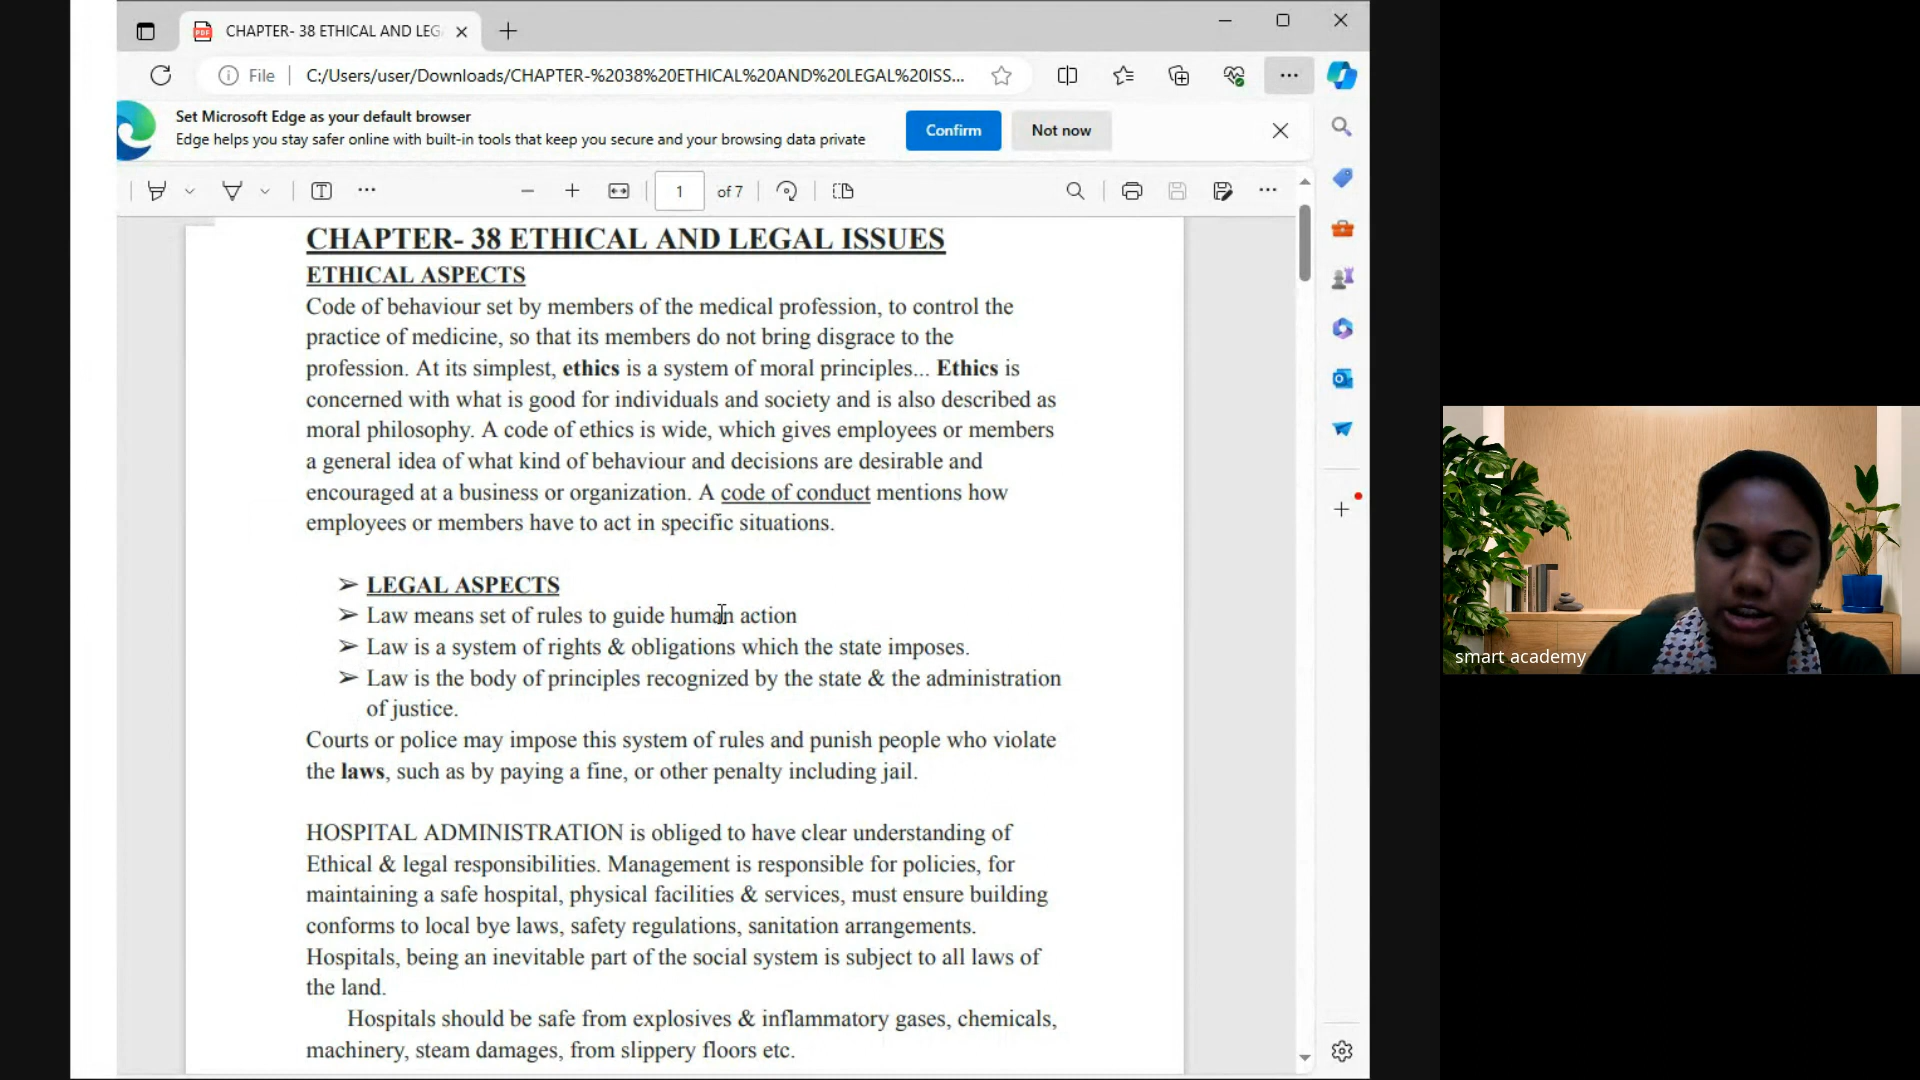 CHAPTER- 38 ETHICAL AND LEG
File
C:/Users/user/Downloads/CHAPTER-%2038%20ETHICAL%20AND%20LEGAL%20ISS...
Set Microsoft Edge as your default browser
Edge helps you stay safer online with built-in tools that keep you secure and your browsing data private
Confirm
Not now
1 of 7
CHAPTER- 38 ETHICAL AND LEGAL ISSUES
ETHICAL ASPECTS
Code of behaviour set by members of the medical profession, to control the
practice of medicine, so that its members do not bring disgrace to the
profession. At its simplest, ethics is a system of moral principles... Ethics is
concerned with what is good for individuals and society and is also described as
moral philosophy. A code of ethics is wide, which gives employees or members
a general idea of what kind of behaviour and decisions are desirable and
encouraged at a business or organization. A code of conduct mentions how
employees or members have to act in specific situations.
➢ LEGAL ASPECTS
➢ Law means set of rules to guide human action
➢ Law is a system of rights & obligations which the state imposes.
➢ Law is the body of principles recognized by the state & the administration
of justice.
Courts or police may impose this system of rules and punish people who violate
the laws, such as by paying a fine, or other penalty including jail.
HOSPITAL ADMINISTRATION is obliged to have clear understanding of
Ethical & legal responsibilities. Management is responsible for policies, for
maintaining a safe hospital, physical facilities & services, must ensure building
conforms to local bye laws, safety regulations, sanitation arrangements.
Hospitals, being an inevitable part of the social system is subject to all laws of
the land.
Hospitals should be safe from explosives & inflammatory gases, chemicals,
machinery, steam damages, from slippery floors etc.
smart academy